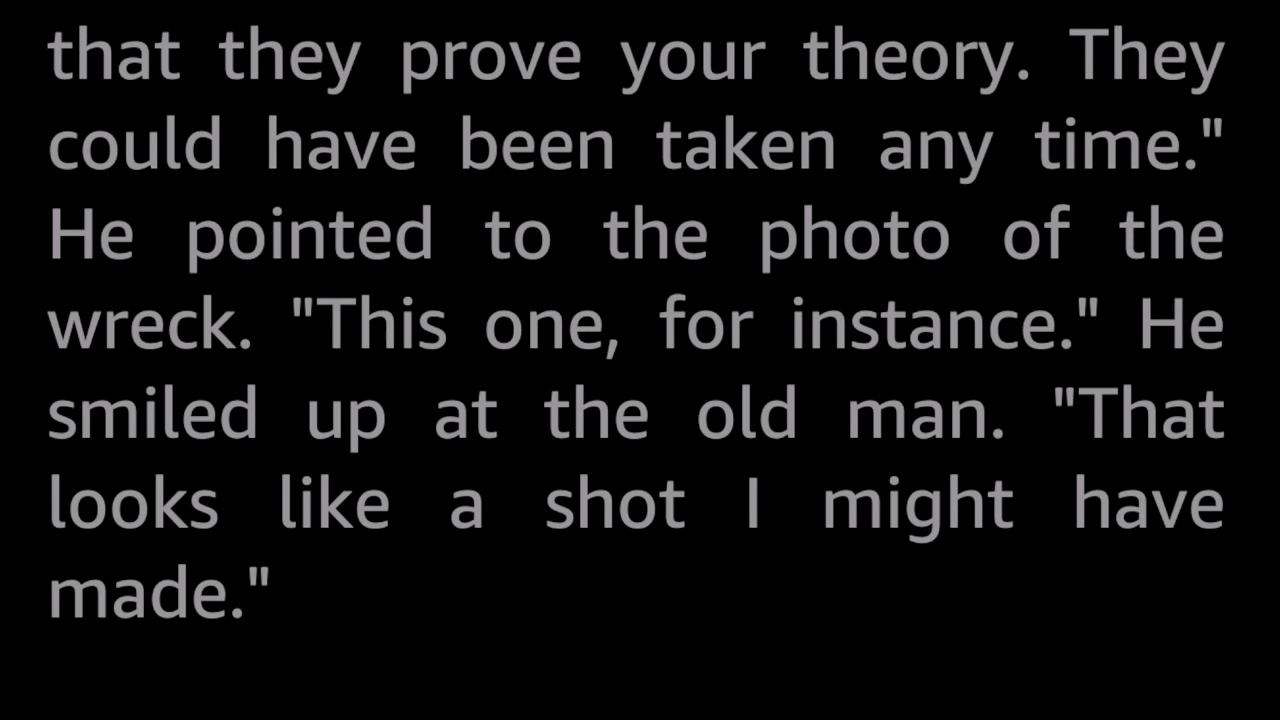 that they prove your theory. They
could have been taken any time."
He pointed to the photo of the
wreck. "This one, for instance." He
smiled up at the old man. "That
looks like a shot I might have
made."